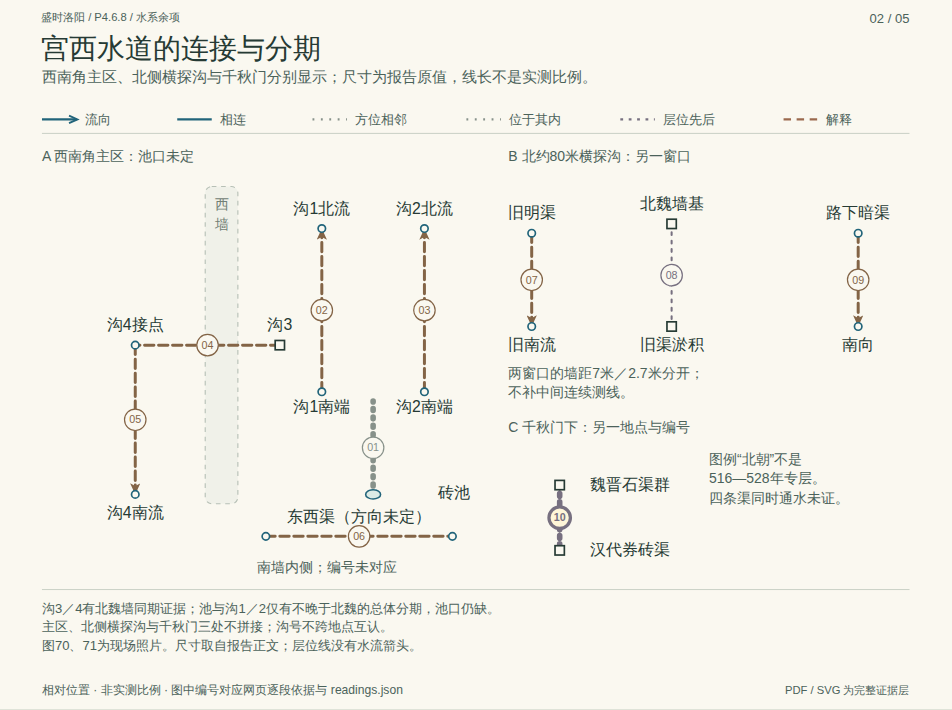 盛时洛阳 / P4.6.8 / 水系余项
02 / 05
宫西水道的连接与分期
西南角主区、北侧横探沟与千秋门分别显示；尺寸为报告原值，线长不是实测比例。
流向 相连 方位相邻 位于其内 层位先后 解释
A 西南角主区：池口未定
B 北约80米横探沟：另一窗口
西墙
沟1北流
沟2北流
02
03
沟4接点
沟3
04
05
沟1南端
沟2南端
01
沟4南流
砖池
东西渠（方向未定）
06
南墙内侧；编号未对应
旧明渠
北魏墙基
路下暗渠
07
08
09
旧南流
旧渠淤积
南向
两窗口的墙距7米／2.7米分开；
不补中间连续测线。
C 千秋门下：另一地点与编号
魏晋石渠群
10
汉代券砖渠
图例“北朝”不是
516—528年专层。
四条渠同时通水未证。
沟3／4有北魏墙同期证据；池与沟1／2仅有不晚于北魏的总体分期，池口仍缺。
主区、北侧横探沟与千秋门三处不拼接；沟号不跨地点互认。
图70、71为现场照片。尺寸取自报告正文；层位线没有水流箭头。
相对位置 · 非实测比例 · 图中编号对应网页逐段依据与 readings.json
PDF / SVG 为完整证据层